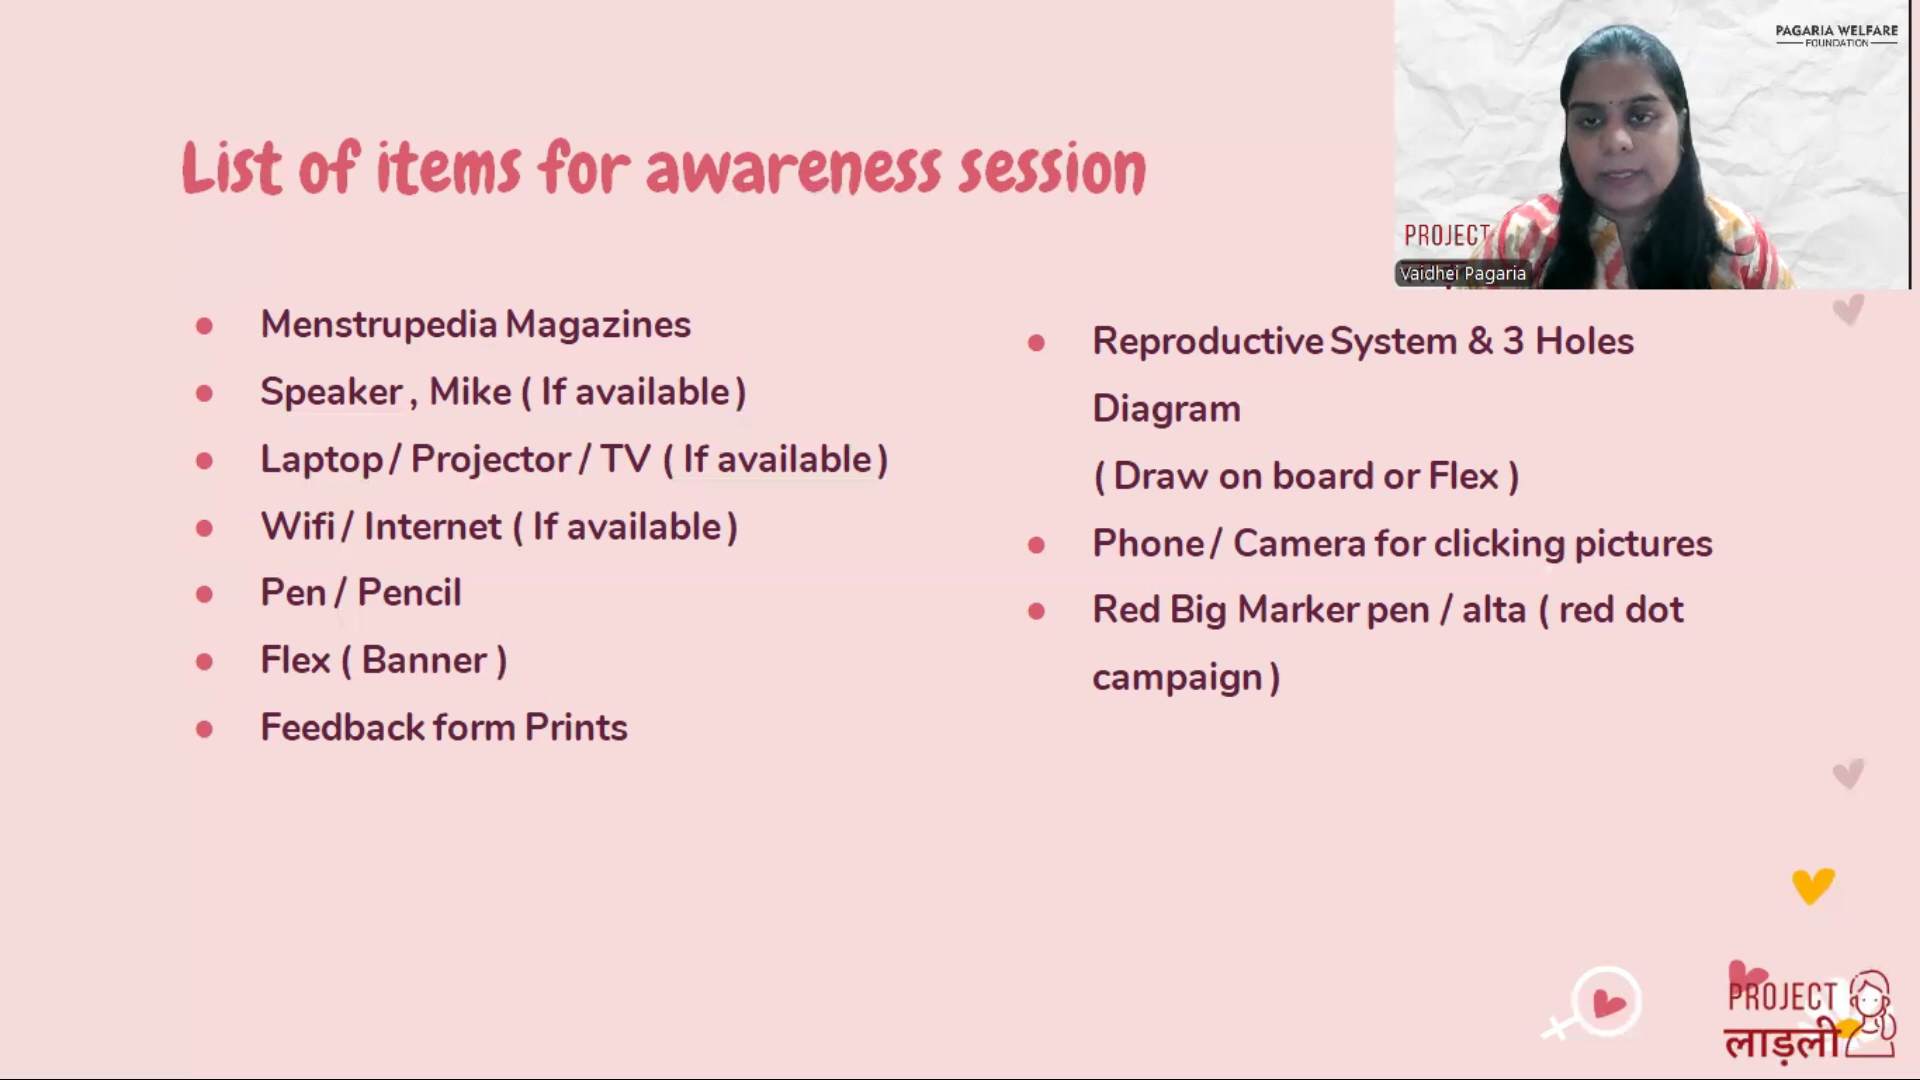 List of items for awareness session
Menstrupedia Magazines
Speaker , Mike ( If available )
Laptop / Projector / TV ( If available )
Wifi / Internet ( If available )
Pen / Pencil
Flex ( Banner )
Feedback form Prints
Reproductive System & 3 Holes
Diagram
( Draw on board or Flex )
Phone / Camera for clicking pictures
Red Big Marker pen / alta ( red dot
campaign )
PAGARIA WELFARE
FOUNDATION
PROJECT
Vaidhei Pagaria
PROJECT
लाड़ली